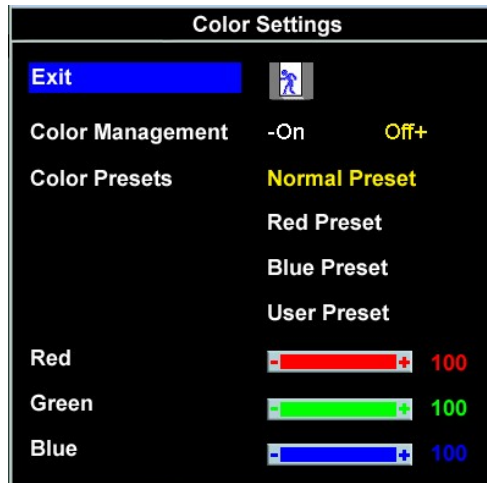 Color Settings
Exit
Color Management -On Off+
Color Presets Normal Preset
Red Preset
Blue Preset
User Preset
Red - + 100
Green - + 100
Blue - + 100